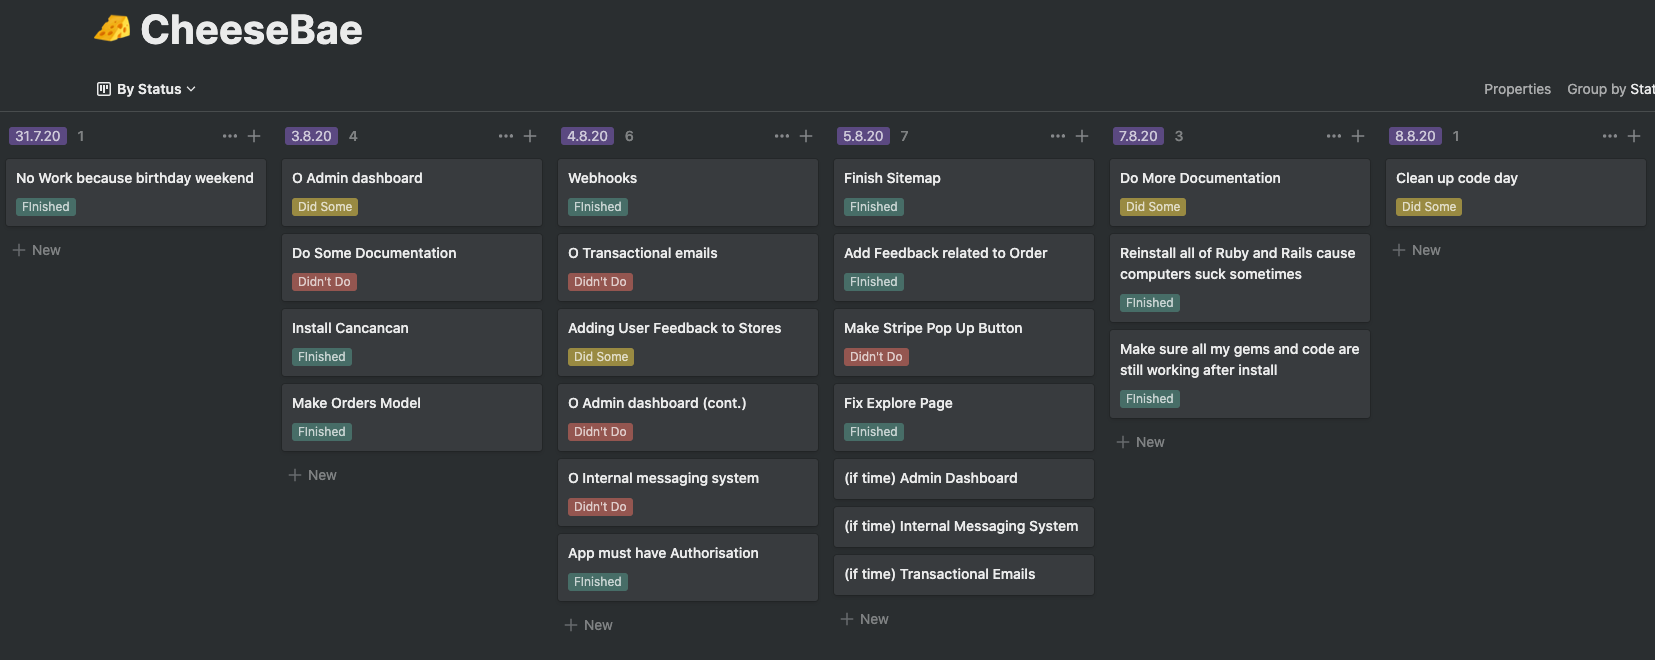 CheeseBae
By Status
Properties Group by Stat
31.7.20 1
No Work because birthday weekend
FInished
New
3.8.20 4
O Admin dashboard
Did Some
Do Some Documentation
Didn't Do
Install Cancancan
FInished
Make Orders Model
FInished
New
4.8.20 6
Webhooks
FInished
O Transactional emails
Didn't Do
Adding User Feedback to Stores
Did Some
O Admin dashboard (cont.)
Didn't Do
O Internal messaging system
Didn't Do
App must have Authorisation
FInished
New
5.8.20 7
Finish Sitemap
FInished
Add Feedback related to Order
FInished
Make Stripe Pop Up Button
Didn't Do
Fix Explore Page
FInished
(if time) Admin Dashboard
(if time) Internal Messaging System
(if time) Transactional Emails
New
7.8.20 3
Do More Documentation
Did Some
Reinstall all of Ruby and Rails cause
computers suck sometimes
FInished
Make sure all my gems and code are
still working after install
FInished
New
8.8.20 1
Clean up code day
Did Some
New